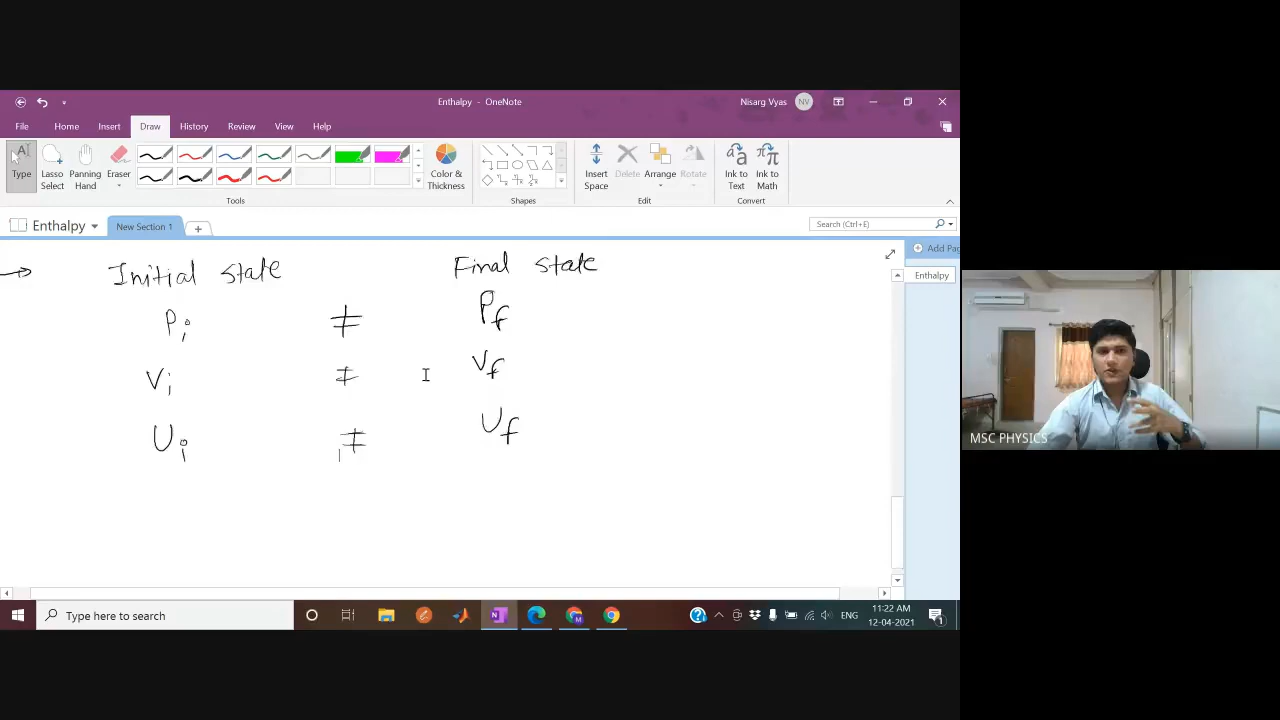 Enthalpy - OneNote
Nisarg Vyas NV
File Home Insert Draw History Review View Help
Type Lasso Select Panning Hand Eraser Color & Thickness Insert Space Delete Arrange Rotate Ink to Text Ink to Math
Tools Shapes Edit Convert
Enthalpy New Section 1 + Search (Ctrl+E)
Add Pag
Enthalpy
→ Initial state Final state
Pi ≠ Pf
Vi ≠ Vf
Ui ≠ Uf
MSC PHYSICS
Type here to search
ENG 11:22 AM
12-04-2021